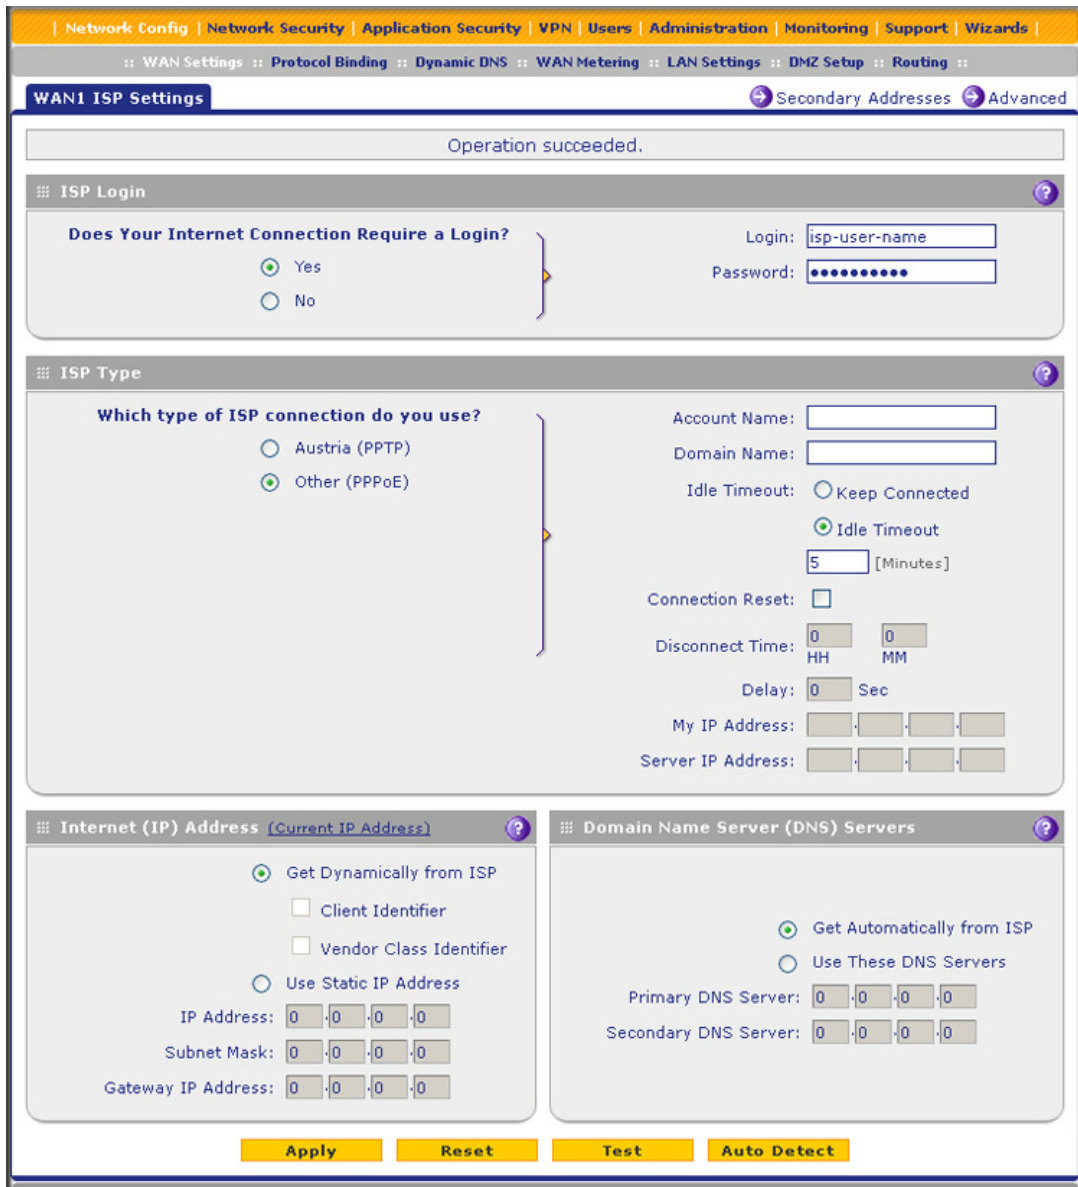 | Network Config | Network Security | Application Security | VPN | Users | Administration | Monitoring | Support | Wizards |
:: WAN Settings :: Protocol Binding :: Dynamic DNS :: WAN Metering :: LAN Settings :: DMZ Setup :: Routing ::
WAN1 ISP Settings
Secondary Addresses Advanced
Operation succeeded.
ISP Login ?
Does Your Internet Connection Require a Login?
Yes
No
Login: isp-user-name
Password: ••••••••••
ISP Type ?
Which type of ISP connection do you use?
Austria (PPTP)
Other (PPPoE)
Account Name:
Domain Name:
Idle Timeout: Keep Connected
Idle Timeout
5 [Minutes]
Connection Reset:
Disconnect Time: 0 0
HH MM
Delay: 0 Sec
My IP Address: . . .
Server IP Address: . . .
Internet (IP) Address (Current IP Address) ?
Get Dynamically from ISP
Client Identifier
Vendor Class Identifier
Use Static IP Address
IP Address: 0 .0 .0 .0
Subnet Mask: 0 .0 .0 .0
Gateway IP Address: 0 .0 .0 .0
Domain Name Server (DNS) Servers ?
Get Automatically from ISP
Use These DNS Servers
Primary DNS Server: 0 .0 .0 .0
Secondary DNS Server: 0 .0 .0 .0
Apply Reset Test Auto Detect